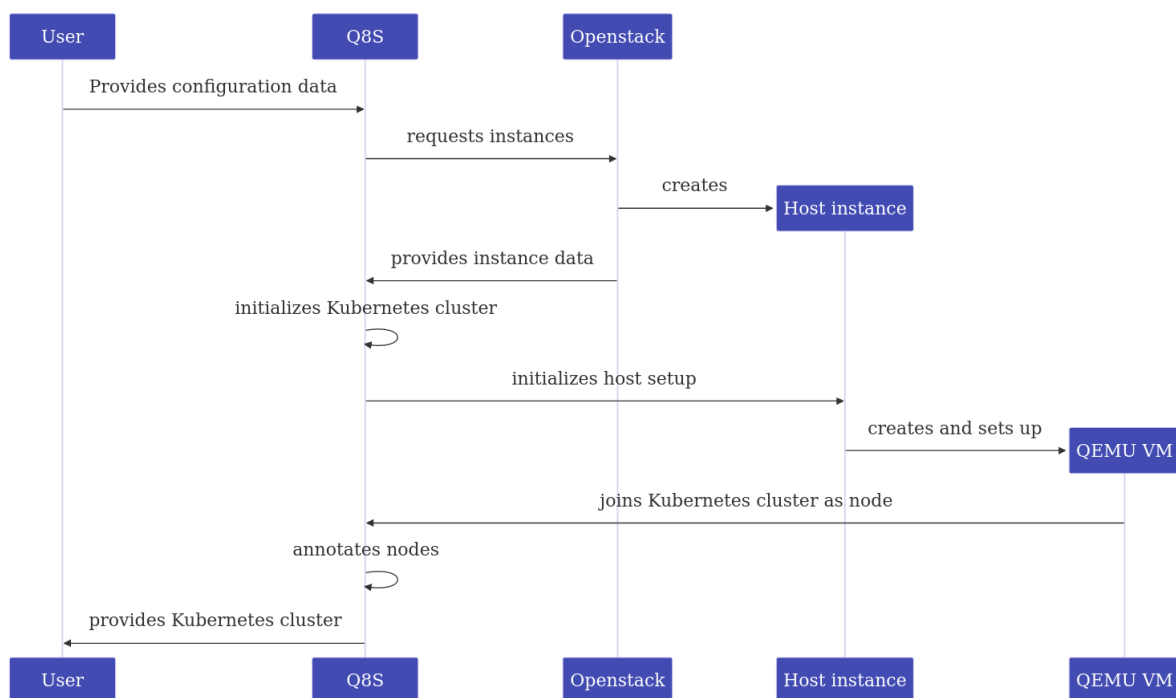 User
Q8S
Openstack
Provides configuration data
requests instances
creates
Host instance
provides instance data
initializes Kubernetes cluster
initializes host setup
creates and sets up
QEMU VM
joins Kubernetes cluster as node
annotates nodes
provides Kubernetes cluster
User
Q8S
Openstack
Host instance
QEMU VM